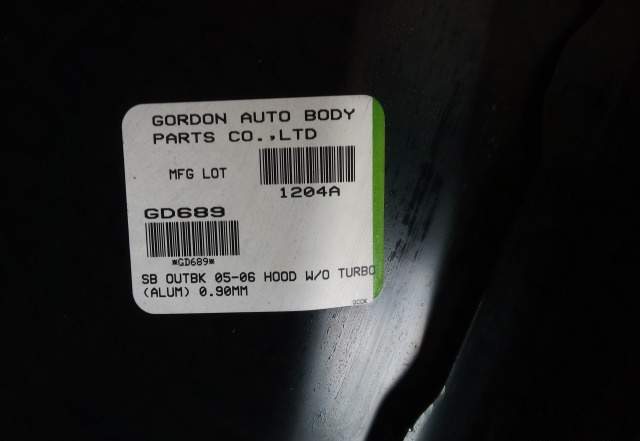 GORDON AUTO BODY
PARTS CO.,LTD
MFG LOT
1204A
GD689
*GD689*
SB OUTBK 05-06 HOOD W/O TURBO
(ALUM) 0.90MM